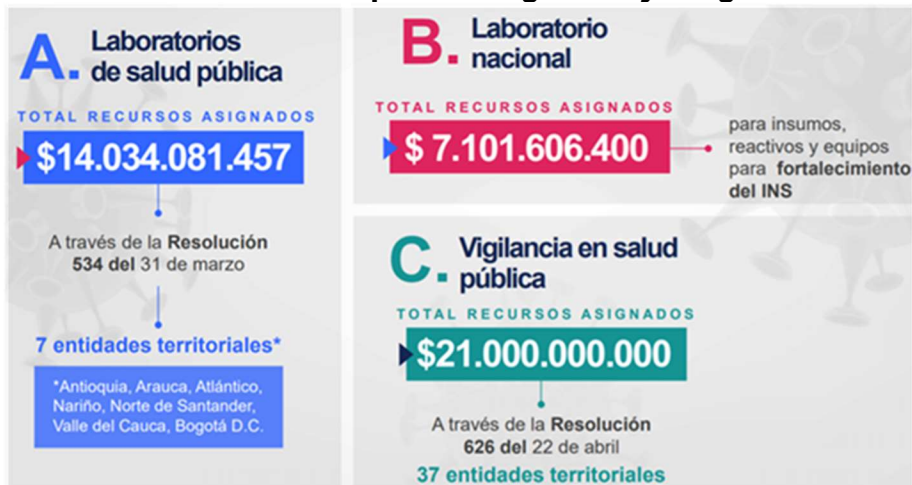 A. Laboratorios
de salud pública
TOTAL RECURSOS ASIGNADOS
$14.034.081.457
A través de la Resolución
534 del 31 de marzo
7 entidades territoriales*
*Antioquia, Arauca, Atlántico,
Nariño, Norte de Santander,
Valle del Cauca, Bogotá D.C.
B. Laboratorio
nacional
TOTAL RECURSOS ASIGNADOS
$ 7.101.606.400
para insumos,
reactivos y equipos
para fortalecimiento
del INS
C. Vigilancia en salud
pública
TOTAL RECURSOS ASIGNADOS
$21.000.000.000
A través de la Resolución
626 del 22 de abril
37 entidades territoriales